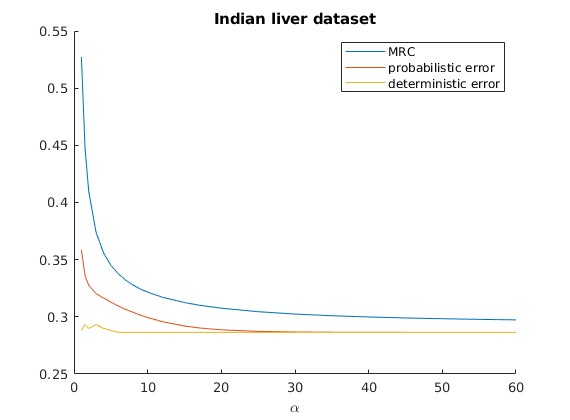 Indian liver dataset
0.55
0.5
0.45
0.4
0.35
0.3
0.25
MRC
probabilistic error
deterministic error
0 10 20 30 40 50 60
α